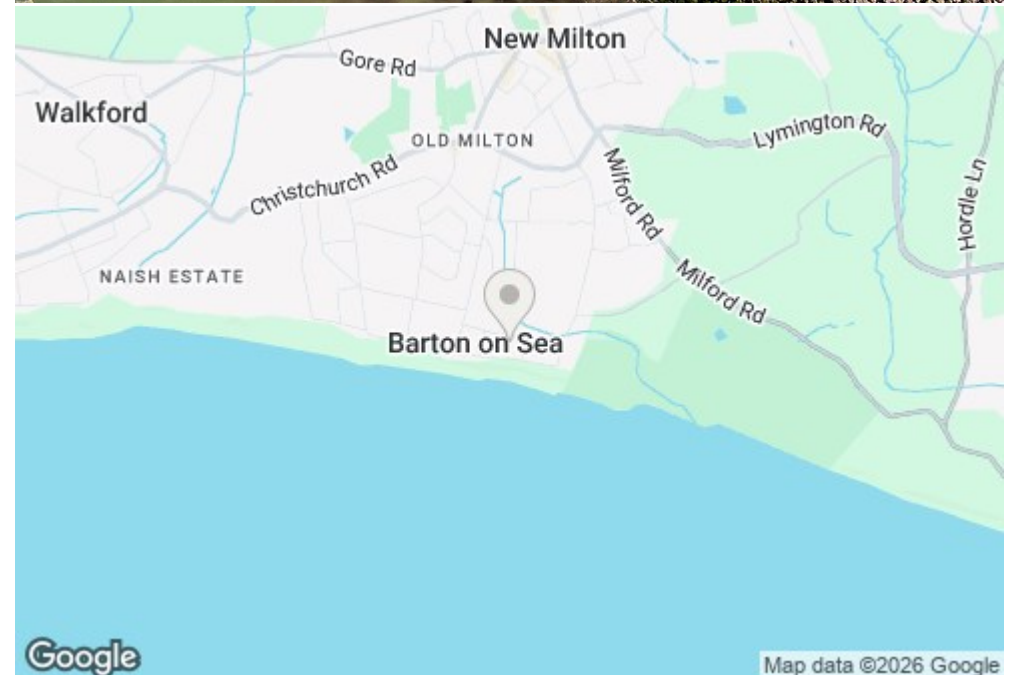 New Milton
Gore Rd
Walkford
OLD MILTON
Lymington Rd
Christchurch Rd
Milford Rd
Hordle Ln
NAISH ESTATE
Milford Rd
Barton on Sea
Google
Map data ©2026 Google